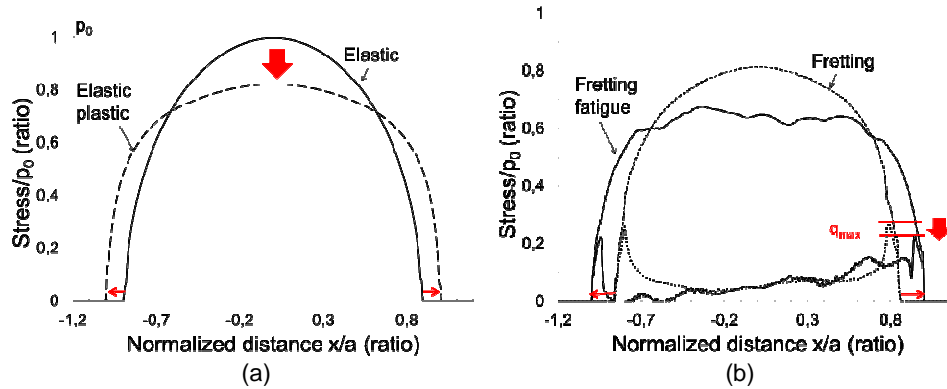 p₀
1
0,8
0,6
0,4
0,2
0
Stress/p₀ (ratio)
Elastic
Elastic
plastic
-1,2
-0,7
-0,2
0,3
0,8
Normalized distance x/a (ratio)
(a)
1
0,8
0,6
0,4
0,2
0
Stress/p₀ (ratio)
Fretting
Fretting
fatigue
qmax
-1,2
-0,7
-0,2
0,3
0,8
Normalized distance x/a (ratio)
(b)